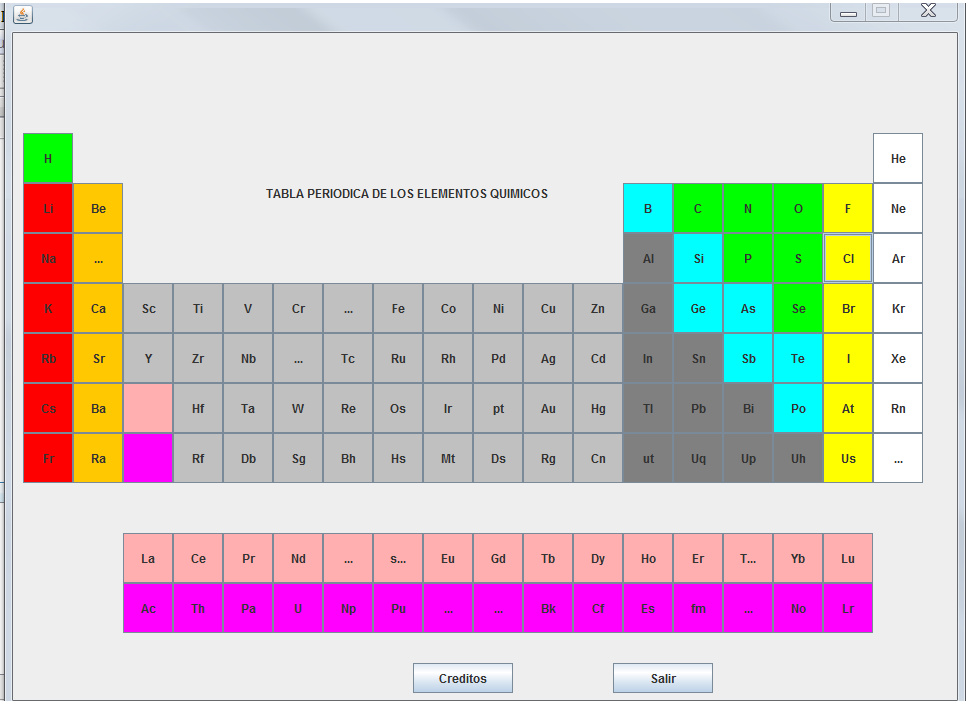 H He
TABLA PERIODICA DE LOS ELEMENTOS QUIMICOS
Li Be B C N O F Ne
Na ... Al Si P S Cl Ar
K Ca Sc Ti V Cr ... Fe Co Ni Cu Zn Ga Ge As Se Br Kr
Rb Sr Y Zr Nb ... Tc Ru Rh Pd Ag Cd In Sn Sb Te I Xe
Cs Ba Hf Ta W Re Os Ir pt Au Hg Tl Pb Bi Po At Rn
Fr Ra Rf Db Sg Bh Hs Mt Ds Rg Cn ut Uq Up Uh Us ...
La Ce Pr Nd ... s... Eu Gd Tb Dy Ho Er T... Yb Lu
Ac Th Pa U Np Pu ... ... Bk Cf Es fm ... No Lr
Creditos Salir